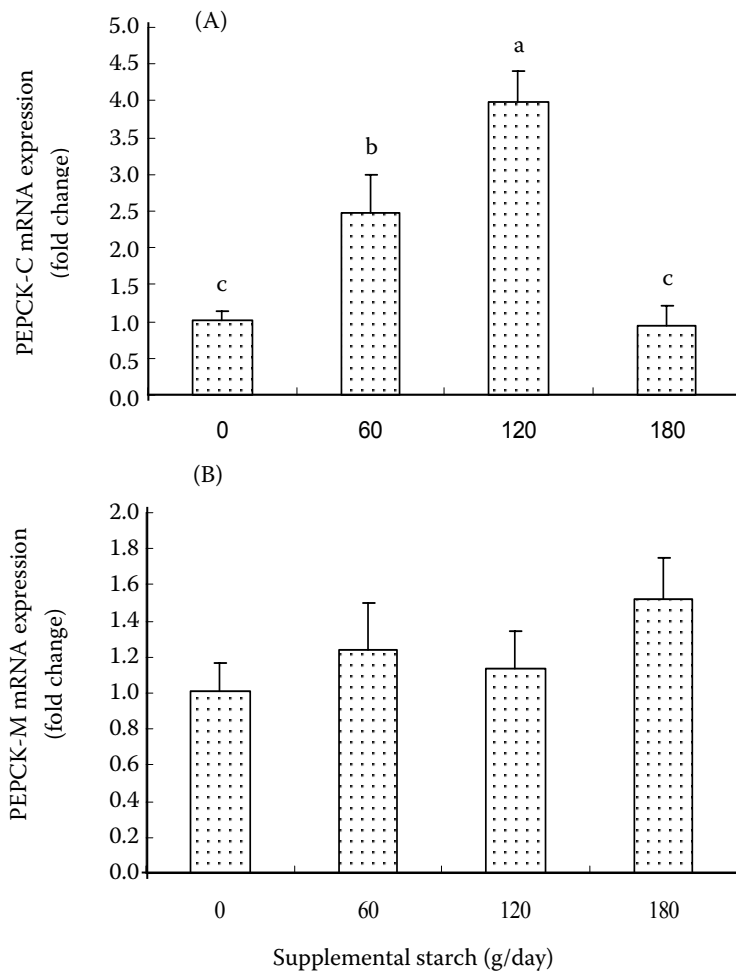 (A)
PEPCK-C mRNA expression
(fold change)
5.0
4.5
4.0
3.5
3.0
2.5
2.0
1.5
1.0
0.5
0.0
c
b
a
c
0 60 120 180
(B)
PEPCK-M mRNA expression
(fold change)
2.0
1.8
1.6
1.4
1.2
1.0
0.8
0.6
0.4
0.2
0.0
0 60 120 180
Supplemental starch (g/day)